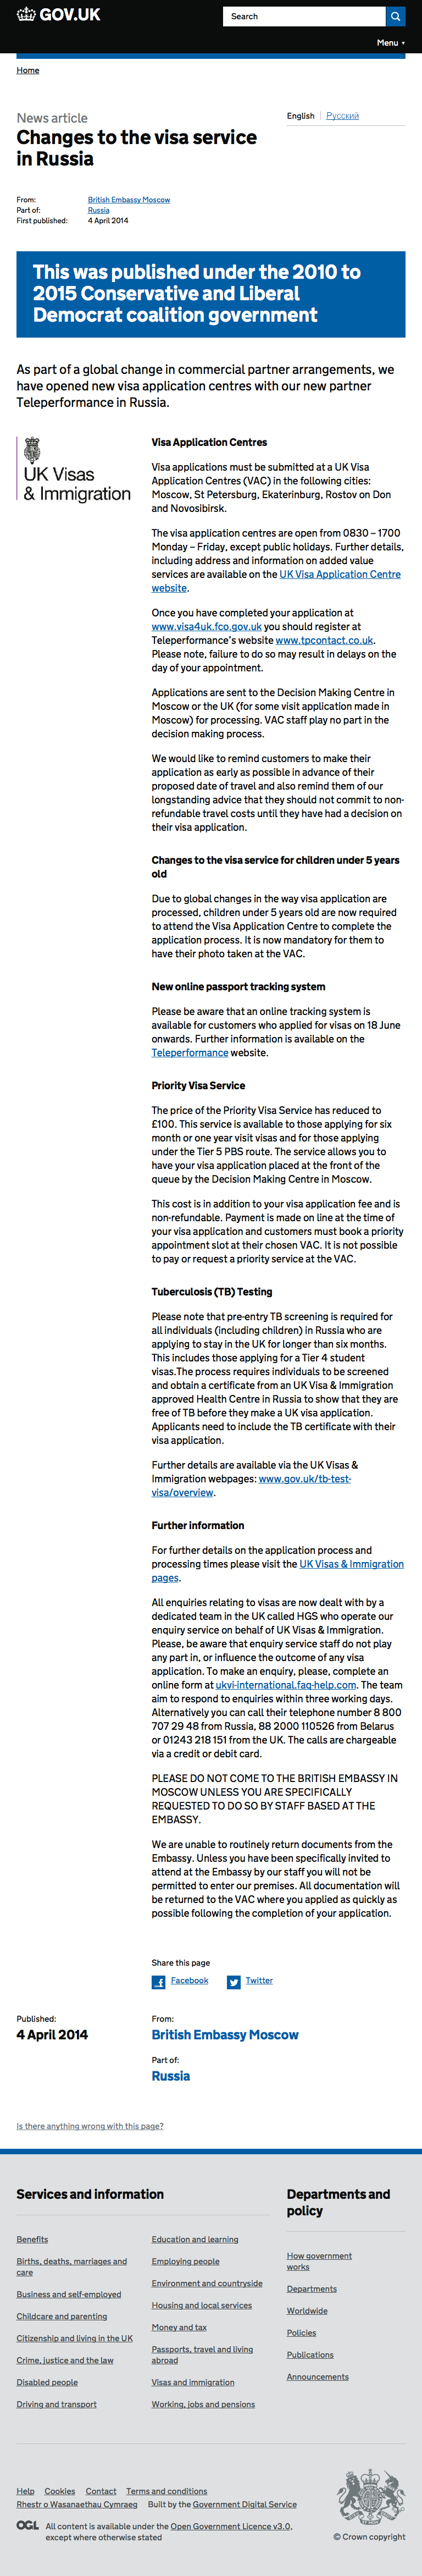 GOV.UK
Search
Menu
Home
News article
Changes to the visa service
in Russia
English
Русский
From: British Embassy Moscow
Part of: Russia
First published: 4 April 2014
This was published under the 2010 to
2015 Conservative and Liberal
Democrat coalition government
As part of a global change in commercial partner arrangements, we
have opened new visa application centres with our new partner
Teleperformance in Russia.
UK Visas
& Immigration
Visa Application Centres
Visa applications must be submitted at a UK Visa
Application Centres (VAC) in the following cities:
Moscow, St Petersburg, Ekaterinburg, Rostov on Don
and Novosibirsk.
The visa application centres are open from 0830 – 1700
Monday – Friday, except public holidays. Further details,
including address and information on added value
services are available on the UK Visa Application Centre
website.
Once you have completed your application at
www.visa4uk.fco.gov.uk you should register at
Teleperformance's website www.tpcontact.co.uk.
Please note, failure to do so may result in delays on the
day of your appointment.
Applications are sent to the Decision Making Centre in
Moscow or the UK (for some visit application made in
Moscow) for processing. VAC staff play no part in the
decision making process.
We would like to remind customers to make their
application as early as possible in advance of their
proposed date of travel and also remind them of our
longstanding advice that they should not commit to non-
refundable travel costs until they have had a decision on
their visa application.
Changes to the visa service for children under 5 years
old
Due to global changes in the way visa application are
processed, children under 5 years old are now required
to attend the Visa Application Centre to complete the
application process. It is now mandatory for them to
have their photo taken at the VAC.
New online passport tracking system
Please be aware that an online tracking system is
available for customers who applied for visas on 18 June
onwards. Further information is available on the
Teleperformance website.
Priority Visa Service
The price of the Priority Visa Service has reduced to
£100. This service is available to those applying for six
month or one year visit visas and for those applying
under the Tier 5 PBS route. The service allows you to
have your visa application placed at the front of the
queue by the Decision Making Centre in Moscow.
This cost is in addition to your visa application fee and is
non-refundable. Payment is made on line at the time of
your visa application and customers must book a priority
appointment slot at their chosen VAC. It is not possible
to pay or request a priority service at the VAC.
Tuberculosis (TB) Testing
Please note that pre-entry TB screening is required for
all individuals (including children) in Russia who are
applying to stay in the UK for longer than six months.
This includes those applying for a Tier 4 student
visas.The process requires individuals to be screened
and obtain a certificate from an UK Visa & Immigration
approved Health Centre in Russia to show that they are
free of TB before they make a UK visa application.
Applicants need to include the TB certificate with their
visa application.
Further details are available via the UK Visas &
Immigration webpages: www.gov.uk/tb-test-
visa/overview.
Further information
For further details on the application process and
processing times please visit the UK Visas & Immigration
pages.
All enquiries relating to visas are now dealt with by a
dedicated team in the UK called HGS who operate our
enquiry service on behalf of UK Visas & Immigration.
Please, be aware that enquiry service staff do not play
any part in, or influence the outcome of any visa
application. To make an enquiry, please, complete an
online form at ukvi-international.faq-help.com. The team
aim to respond to enquiries within three working days.
Alternatively you can call their telephone number 8 800
707 29 48 from Russia, 88 2000 110526 from Belarus
or 01243 218 151 from the UK. The calls are chargeable
via a credit or debit card.
PLEASE DO NOT COME TO THE BRITISH EMBASSY IN
MOSCOW UNLESS YOU ARE SPECIFICALLY
REQUESTED TO DO SO BY STAFF BASED AT THE
EMBASSY.
We are unable to routinely return documents from the
Embassy. Unless you have been specifically invited to
attend at the Embassy by our staff you will not be
permitted to enter our premises. All documentation will
be returned to the VAC where you applied as quickly as
possible following the completion of your application.
Share this page
Facebook
Twitter
Published:
4 April 2014
From:
British Embassy Moscow
Part of:
Russia
Is there anything wrong with this page?
Services and information
Benefits
Births, deaths, marriages and
care
Business and self-employed
Childcare and parenting
Citizenship and living in the UK
Crime, justice and the law
Disabled people
Driving and transport
Education and learning
Employing people
Environment and countryside
Housing and local services
Money and tax
Passports, travel and living
abroad
Visas and immigration
Working, jobs and pensions
Departments and
policy
How government
works
Departments
Worldwide
Policies
Publications
Announcements
Help Cookies Contact Terms and conditions
Rhestr o Wasanaethau Cymraeg Built by the Government Digital Service
OGL All content is available under the Open Government Licence v3.0,
except where otherwise stated
© Crown copyright